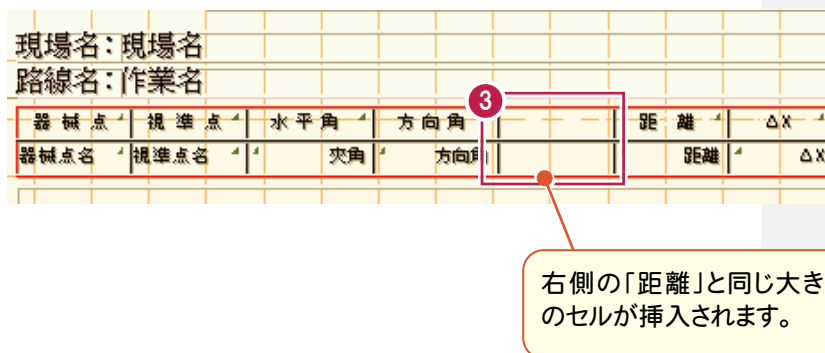 現場名：現場名
路線名：作業名
3
器 械 点 視 準 点 水 平 角 方 向 角 距 離 ΔX
器械点名 視準点名 夾角 方向角 距離 ΔX
右側の「距離」と同じ大き
のセルが挿入されます。